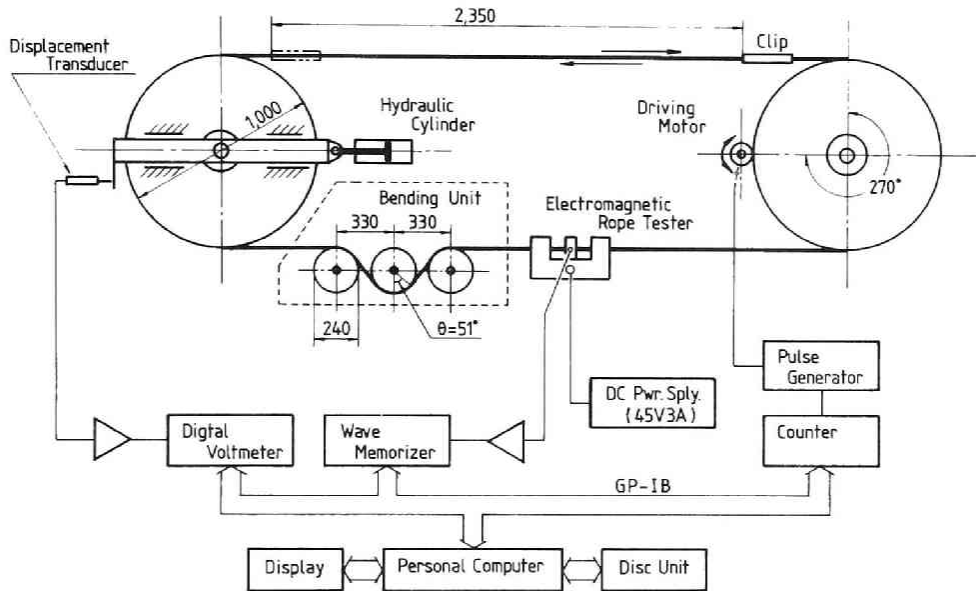 2,350
Displacement
Transducer
Clip
1,000
Hydraulic
Cylinder
Driving
Motor
270°
Bending Unit
330
330
Electromagnetic
Rope Tester
240
θ=51°
Pulse
Generator
DC Pwr. Sply.
(45V3A)
Digtal
Voltmeter
Wave
Memorizer
Counter
GP-IB
Display
Personal Computer
Disc Unit